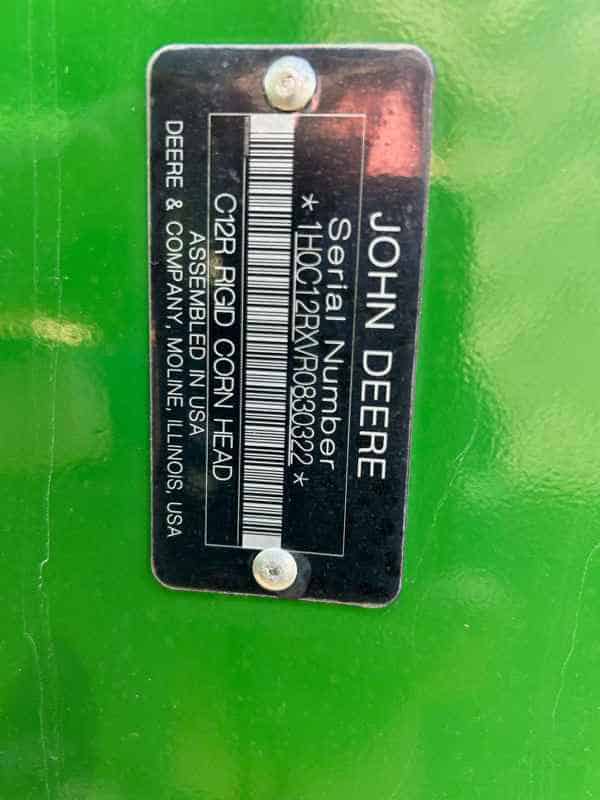 JOHN DEERE
Serial Number
* 1H0C12RXVR0830322 *
C12R RIGID CORN HEAD
ASSEMBLED IN USA
DEERE & COMPANY, MOLINE, ILLINOIS, USA